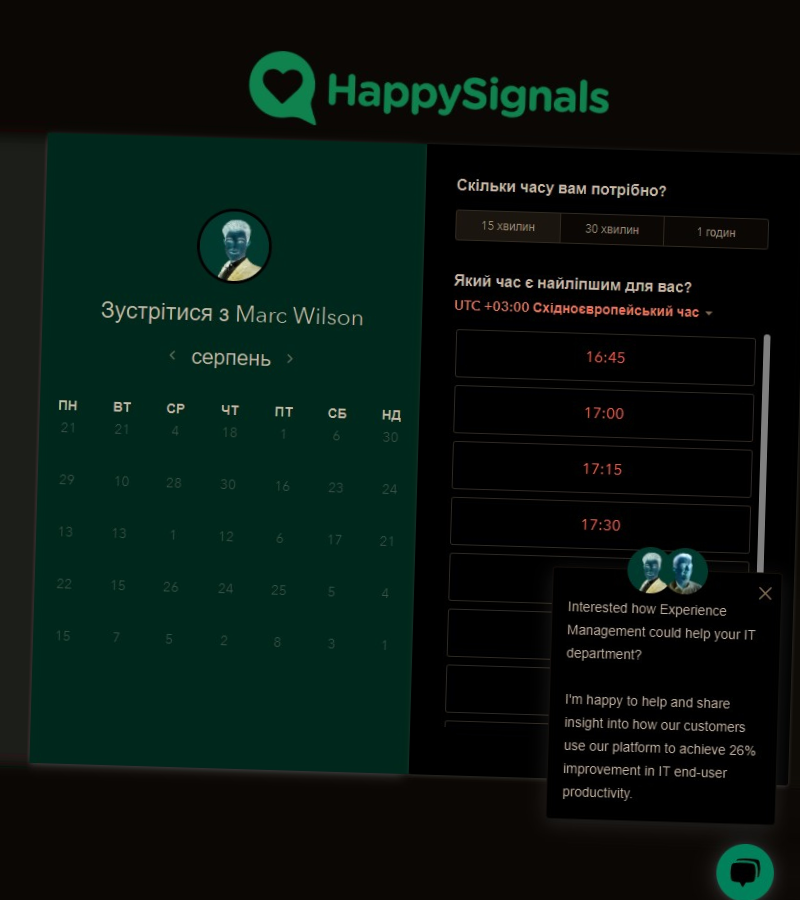 HappySignals
Зустрітися з Marc Wilson
серпень
ПН ВТ СР ЧТ ПТ СБ НД
21 21 4 18 1 6 30
29 10 28 30 16 23 24
13 13 1 12 6 17 21
22 15 26 24 25 5 4
15 7 5 2 8 3 1
Скільки часу вам потрібно?
15 хвилин 30 хвилин 1 годин
Який час є найліпшим для вас?
UTC +03:00 Східноєвропейський час
16:45
17:00
17:15
17:30
Interested how Experience
Management could help your IT
department?
I'm happy to help and share
insight into how our customers
use our platform to achieve 26%
improvement in IT end-user
productivity.